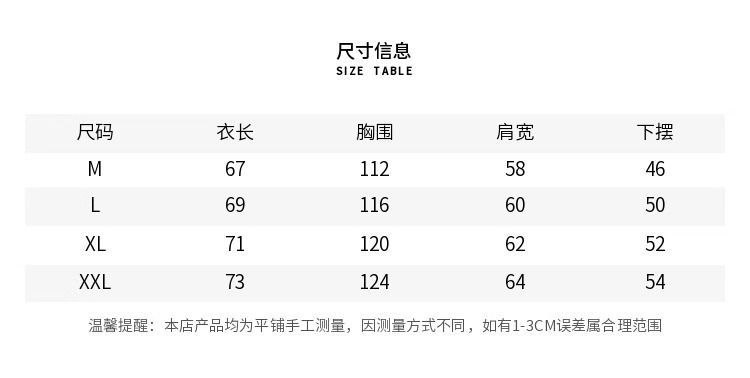 尺寸信息
SIZE TABLE
尺码 衣长 胸围 肩宽 下摆
M 67 112 58 46
L 69 116 60 50
XL 71 120 62 52
XXL 73 124 64 54
温馨提醒：本店产品均为平铺手工测量，因测量方式不同，如有1-3CM误差属合理范围